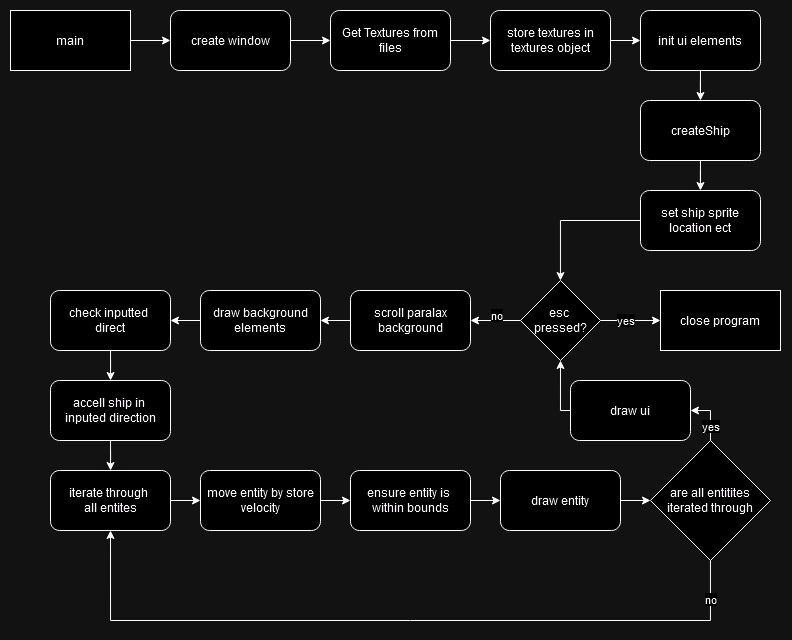 main
create window
Get Textures from
files
store textures in
textures object
init ui elements
createShip
set ship sprite
location ect
check inputted
direct
draw background
elements
scroll paralax
background
no
esc
pressed?
yes
close program
accell ship in
inputed direction
draw ui
yes
iterate through
all entites
move entity by store
velocity
ensure entity is
within bounds
draw entity
are all entitites
iterated through
no